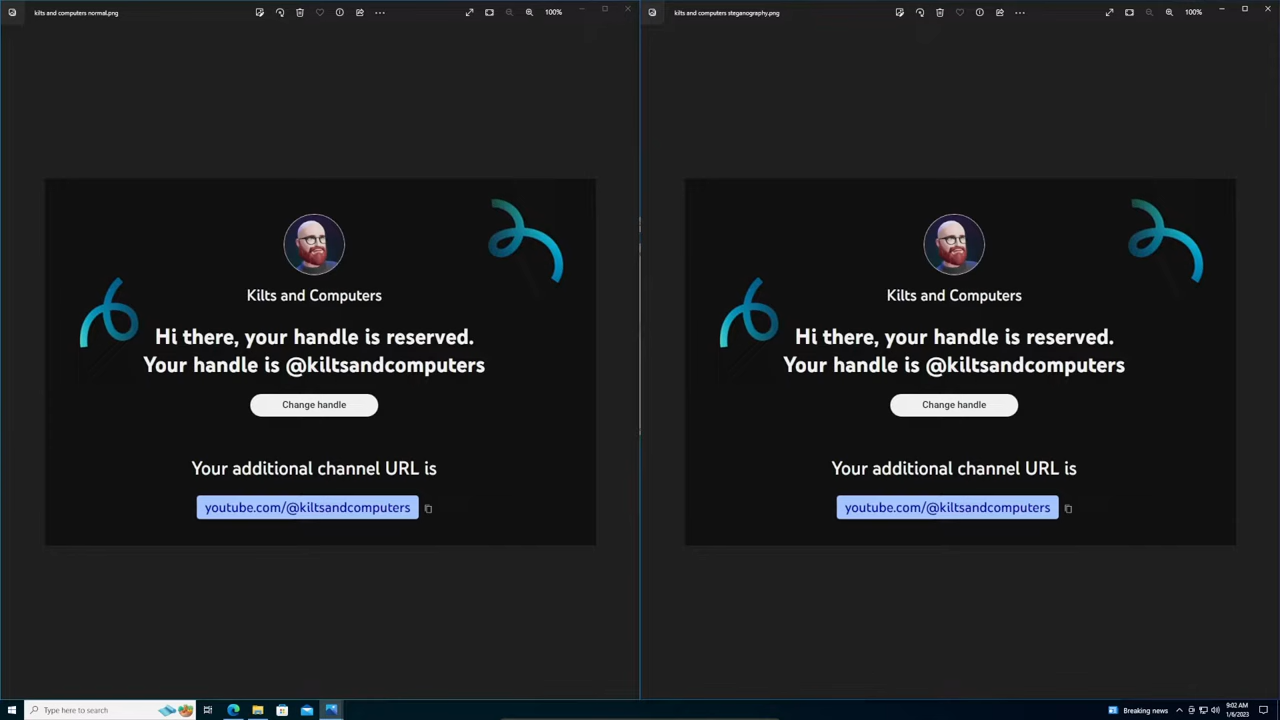 kilts and computers normal.png
100%
kilts and computers steganography.png
100%
Kilts and Computers
Hi there, your handle is reserved.
Your handle is @kiltsandcomputers
Change handle
Your additional channel URL is
youtube.com/@kiltsandcomputers
Kilts and Computers
Hi there, your handle is reserved.
Your handle is @kiltsandcomputers
Change handle
Your additional channel URL is
youtube.com/@kiltsandcomputers
Type here to search
Breaking news
9:02 AM
1/6/2023